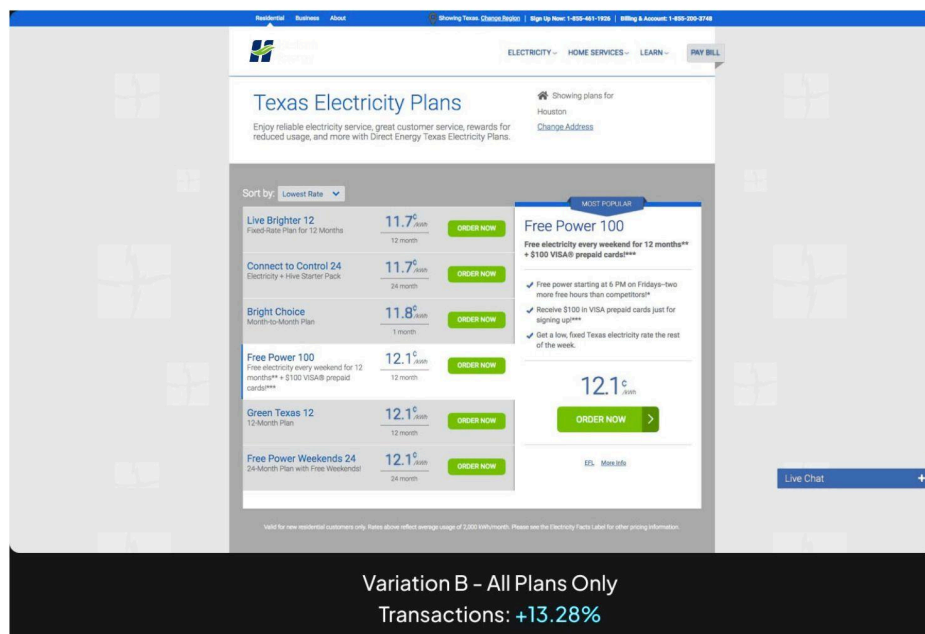 Residential Business About
Showing Texas. Change Region | Sign Up Now: 1-855-461-1926 | Billing & Account: 1-855-200-3748
ELECTRICITY HOME SERVICES LEARN PAY BILL
Texas Electricity Plans
Enjoy reliable electricity service, great customer service, rewards for
reduced usage, and more with Direct Energy Texas Electricity Plans.
Showing plans for
Houston
Change Address
Sort by: Lowest Rate
Live Brighter 12
Fixed-Rate Plan for 12 Months
11.7¢ /kWh
12 month
ORDER NOW
Connect to Control 24
Electricity + Hive Starter Pack
11.7¢ /kWh
24 month
ORDER NOW
Bright Choice
Month-to-Month Plan
11.8¢ /kWh
1 month
ORDER NOW
Free Power 100
Free electricity every weekend for 12
months** + $100 VISA® prepaid
cards!***
12.1¢ /kWh
12 month
ORDER NOW
Green Texas 12
12-Month Plan
12.1¢ /kWh
12 month
ORDER NOW
Free Power Weekends 24
24-Month Plan with Free Weekends!
12.1¢ /kWh
24 month
ORDER NOW
MOST POPULAR
Free Power 100
Free electricity every weekend for 12 months**
+ $100 VISA® prepaid cards!***
Free power starting at 6 PM on Fridays–two
more free hours than competitors!*
Receive $100 in VISA prepaid cards just for
signing up!***
Get a low, fixed Texas electricity rate the rest
of the week.
12.1¢ /kWh
ORDER NOW
EFL More Info
Live Chat +
Valid for new residential customers only. Rates above reflect average usage of 2,000 kWh/month. Please see the Electricity Facts Label for other pricing information.
Variation B – All Plans Only
Transactions: +13.28%